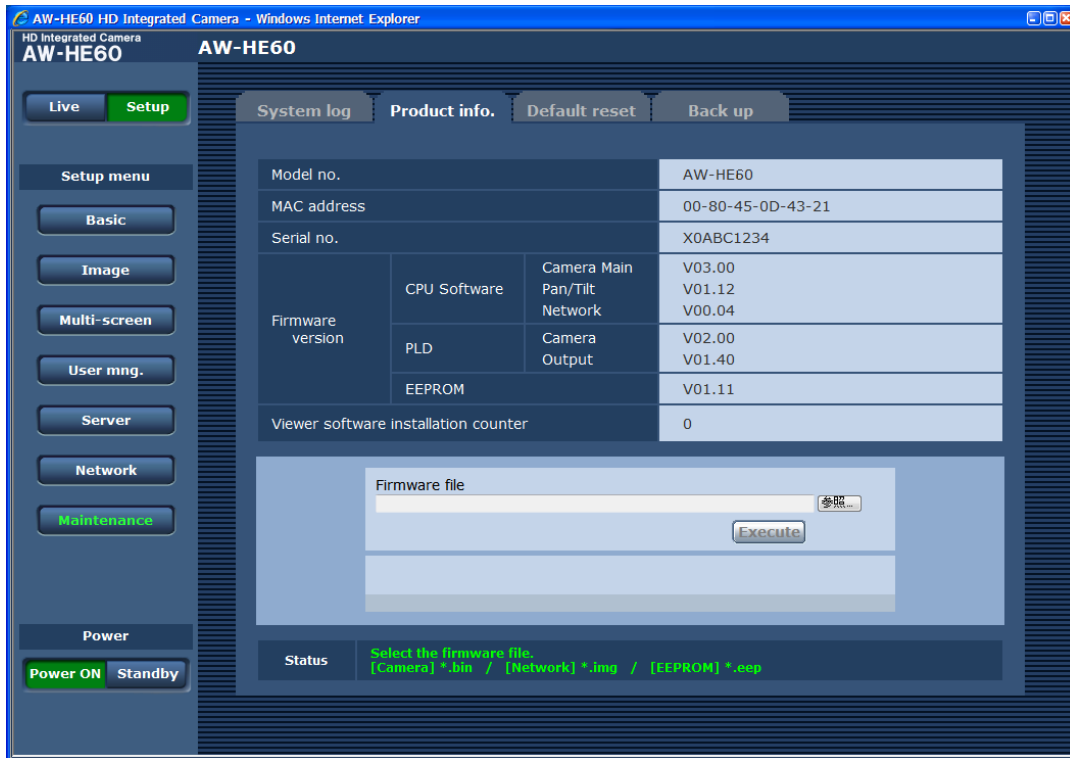 AW-HE60 HD Integrated Camera - Windows Internet Explorer
HD Integrated Camera
AW-HE60
AW-HE60
Live
Setup
System log
Product info.
Default reset
Back up
Setup menu
Basic
Image
Multi-screen
User mng.
Server
Network
Maintenance
Power
Power ON
Standby
Model no.
AW-HE60
MAC address
00-80-45-0D-43-21
Serial no.
X0ABC1234
Firmware
version
CPU Software
Camera Main
V03.00
Pan/Tilt
V01.12
Network
V00.04
PLD
Camera
V02.00
Output
V01.40
EEPROM
V01.11
Viewer software installation counter
0
Firmware file
参照...
Execute
Status
Select the firmware file.
[Camera] *.bin / [Network] *.img / [EEPROM] *.eep